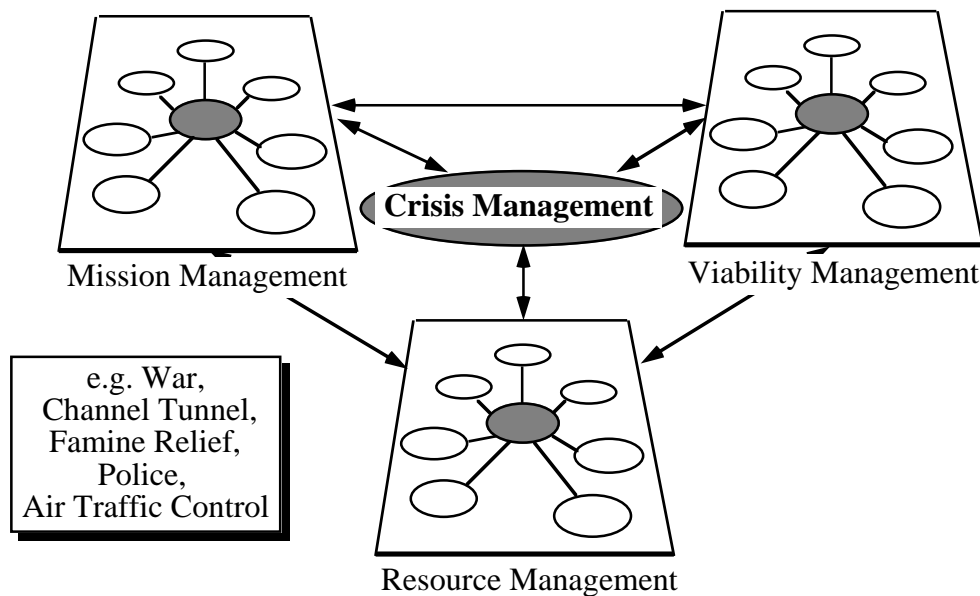 Crisis Management
Mission Management
Viability Management
e.g. War,
Channel Tunnel,
Famine Relief,
Police,
Air Traffic Control
Resource Management